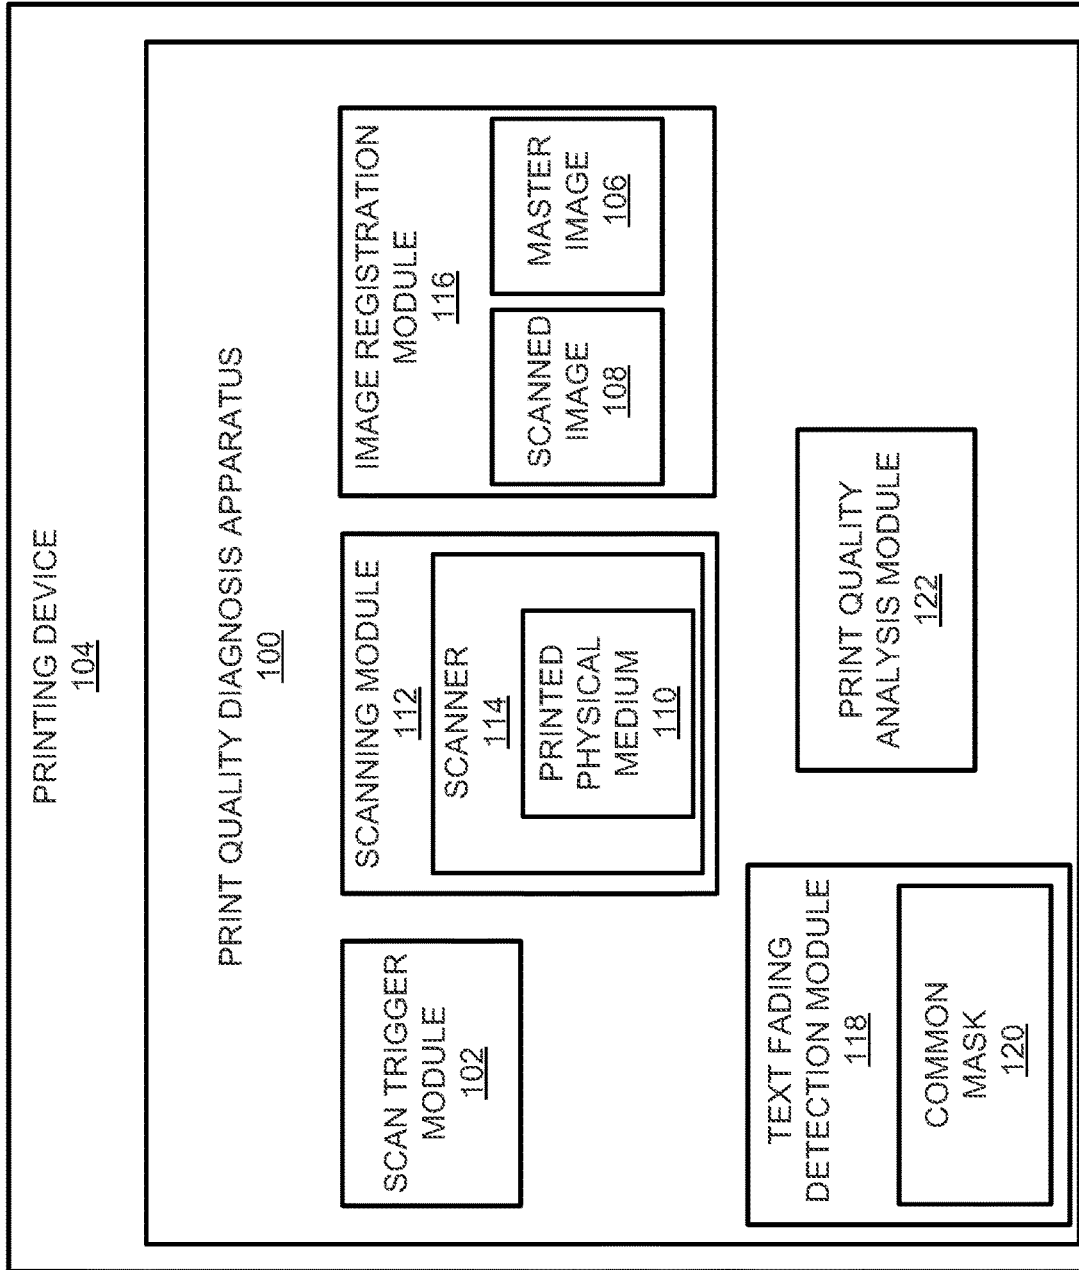 PRINTING DEVICE
104
PRINT QUALITY DIAGNOSIS APPARATUS
100
SCAN TRIGGER
MODULE
102
SCANNING MODULE
112
SCANNER
114
PRINTED
PHYSICAL
MEDIUM
110
IMAGE REGISTRATION
MODULE
116
SCANNED
IMAGE
108
MASTER
IMAGE
106
TEXT FADING
DETECTION MODULE
118
COMMON
MASK
120
PRINT QUALITY
ANALYSIS MODULE
122